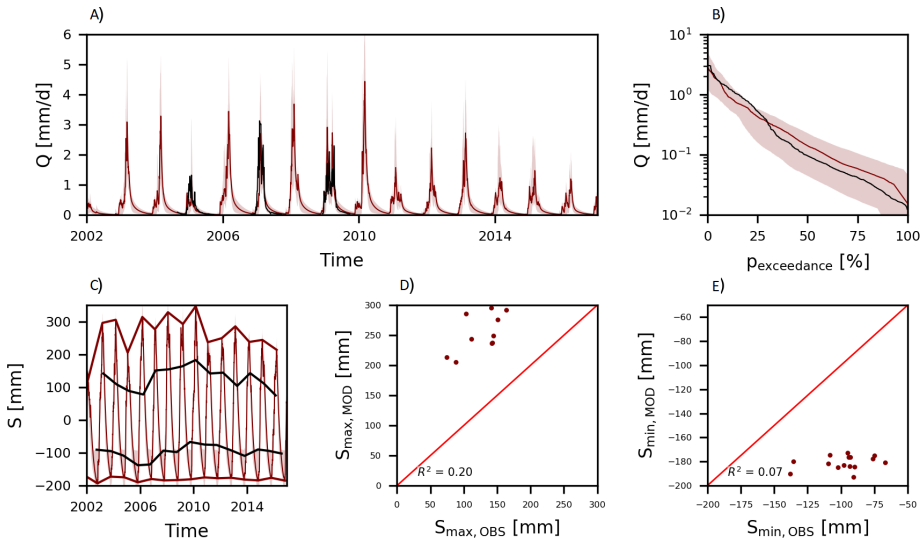 A)
6
5
4
3
2
1
0
Q [mm/d]
2002 2006 2010 2014
Time
B)
10¹
10⁰
10⁻¹
10⁻²
Q [mm/d]
0 25 50 75 100
p_exceedance [%]
C)
300
200
100
0
−100
−200
S [mm]
2002 2004 2006 2008 2010 2012 2014
Time
D)
300
250
200
150
100
50
0
S_max, MOD [mm]
R² = 0.20
0 50 100 150 200 250 300
S_max, OBS [mm]
E)
−60
−80
−100
−120
−140
−160
−180
−200
S_min, MOD [mm]
R² = 0.07
−200 −175 −150 −125 −100 −75 −50
S_min, OBS [mm]